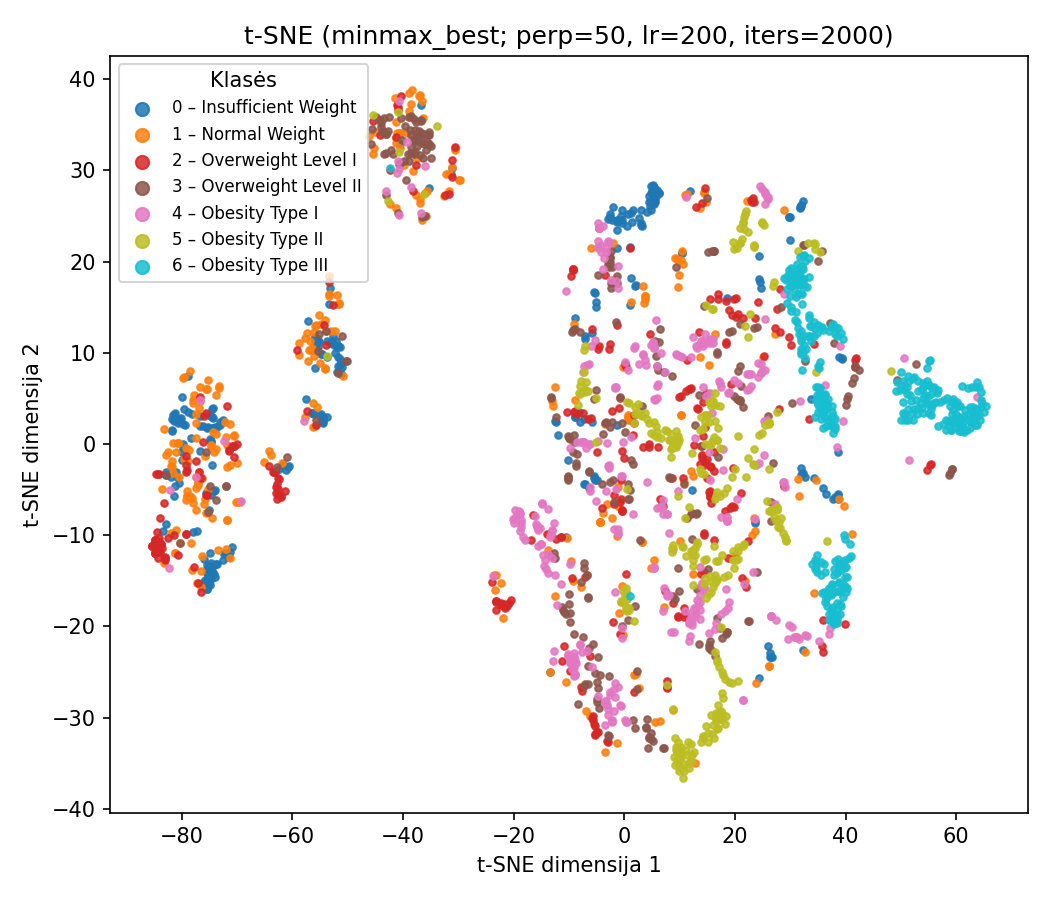 t-SNE (minmax_best; perp=50, lr=200, iters=2000)
Klasės
0 – Insufficient Weight
1 – Normal Weight
2 – Overweight Level I
3 – Overweight Level II
4 – Obesity Type I
5 – Obesity Type II
6 – Obesity Type III
t-SNE dimensija 2
40
30
20
10
0
−10
−20
−30
−40
−80
−60
−40
−20
0
20
40
60
t-SNE dimensija 1